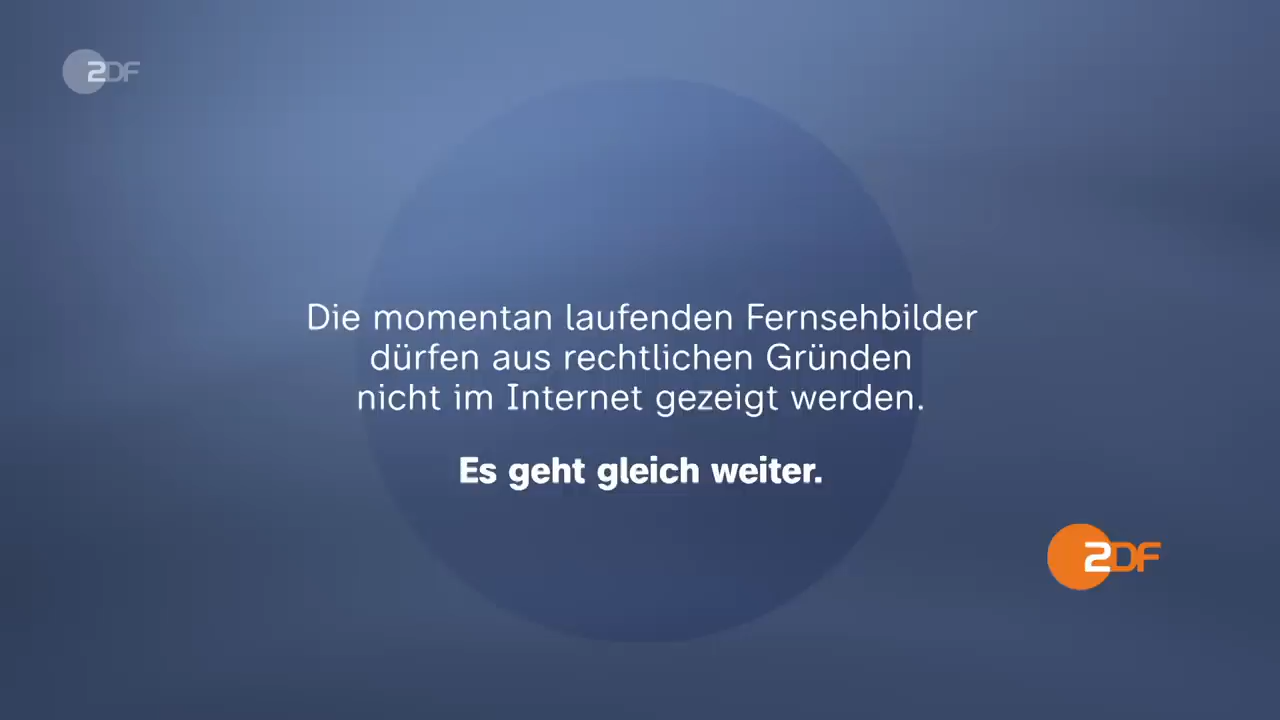 ZDF
Die momentan laufenden Fernsehbilder
dürfen aus rechtlichen Gründen
nicht im Internet gezeigt werden.
Es geht gleich weiter.
ZDF